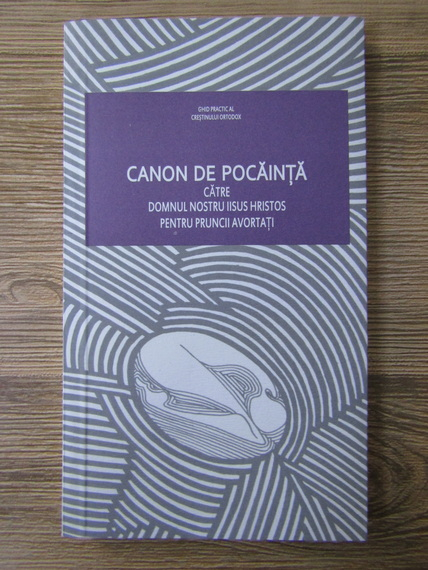 GHID PRACTIC AL
CREȘTINULUI ORTODOX
CANON DE POCĂINȚĂ
CĂTRE
DOMNUL NOSTRU IISUS HRISTOS
PENTRU PRUNCII AVORTAȚI